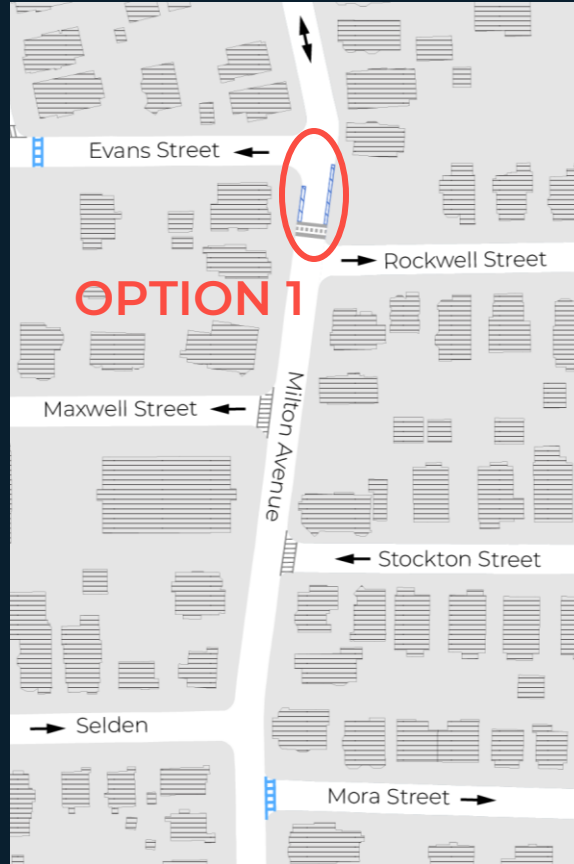 Evans Street
Rockwell Street
OPTION 1
Milton Avenue
Maxwell Street
Stockton Street
Selden
Mora Street